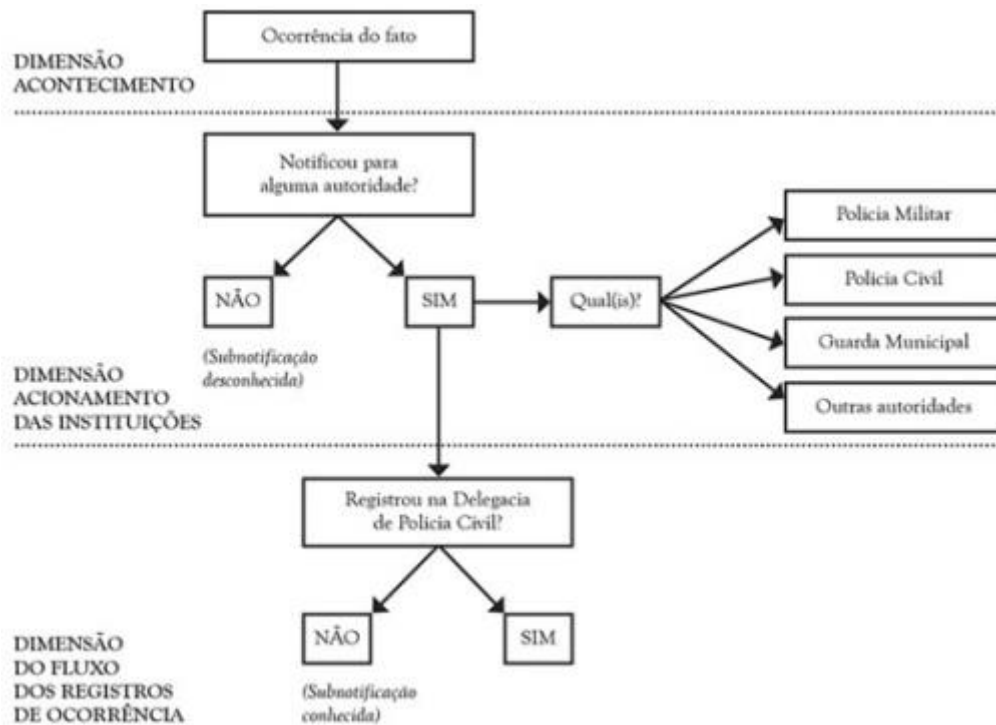 Ocorrência do fato
DIMENSÃO
ACONTECIMENTO
Notificou para
alguma autoridade?
Polícia Militar
Polícia Civil
NÃO
SIM
Qual(is)?
Guarda Municipal
(Subnotificação
desconhecida)
Outras autoridades
DIMENSÃO
ACIONAMENTO
DAS INSTITUIÇÕES
Registrou na Delegacia
de Polícia Civil?
NÃO
SIM
(Subnotificação
conhecida)
DIMENSÃO
DO FLUXO
DOS REGISTROS
DE OCORRÊNCIA